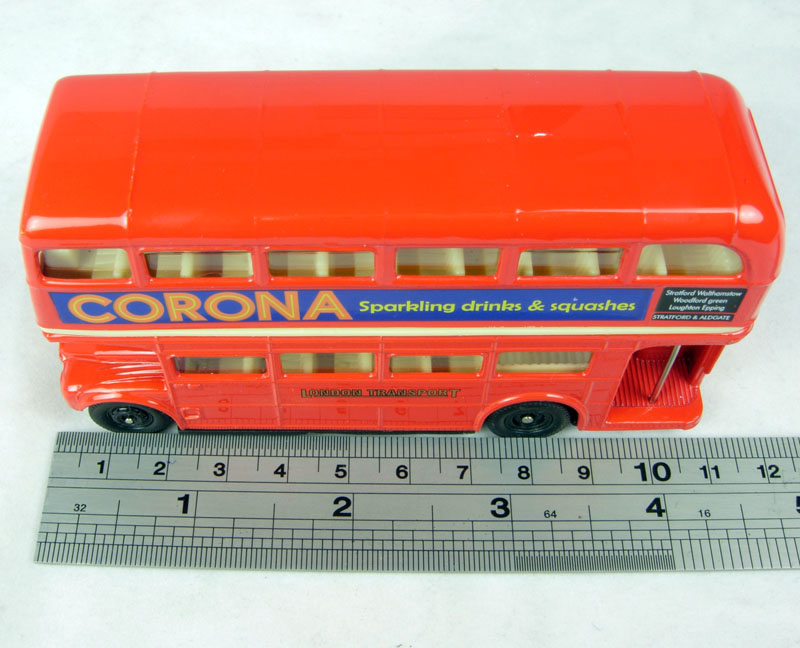 CORONA Sparkling drinks & squashes
Stratford Walthamstow
Woodford green
Loughton Epping
STRATFORD & ALDGATE
LONDON TRANSPORT
1 2 3 4 5 6 7 8 9 10 11 12
32 1 2 3 64 4 16 5